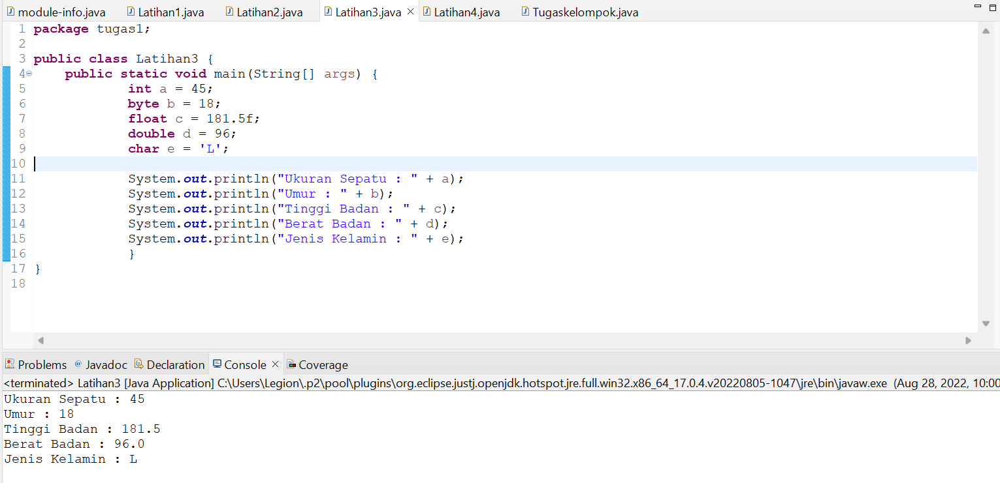 module-info.java Latihan1.java Latihan2.java Latihan3.java Latihan4.java Tugaskelompok.java
1 package tugas1;
2
3 public class Latihan3 {
4 public static void main(String[] args) {
5 int a = 45;
6 byte b = 18;
7 float c = 181.5f;
8 double d = 96;
9 char e = 'L';
10
11 System.out.println("Ukuran Sepatu : " + a);
12 System.out.println("Umur : " + b);
13 System.out.println("Tinggi Badan : " + c);
14 System.out.println("Berat Badan : " + d);
15 System.out.println("Jenis Kelamin : " + e);
16 }
17 }
18
Problems @ Javadoc Declaration Console Coverage
<terminated> Latihan3 [Java Application] C:\Users\Legion\.p2\pool\plugins\org.eclipse.justj.openjdk.hotspot.jre.full.win32.x86_64_17.0.4.v20220805-1047\jre\bin\javaw.exe (Aug 28, 2022, 10:00
Ukuran Sepatu : 45
Umur : 18
Tinggi Badan : 181.5
Berat Badan : 96.0
Jenis Kelamin : L